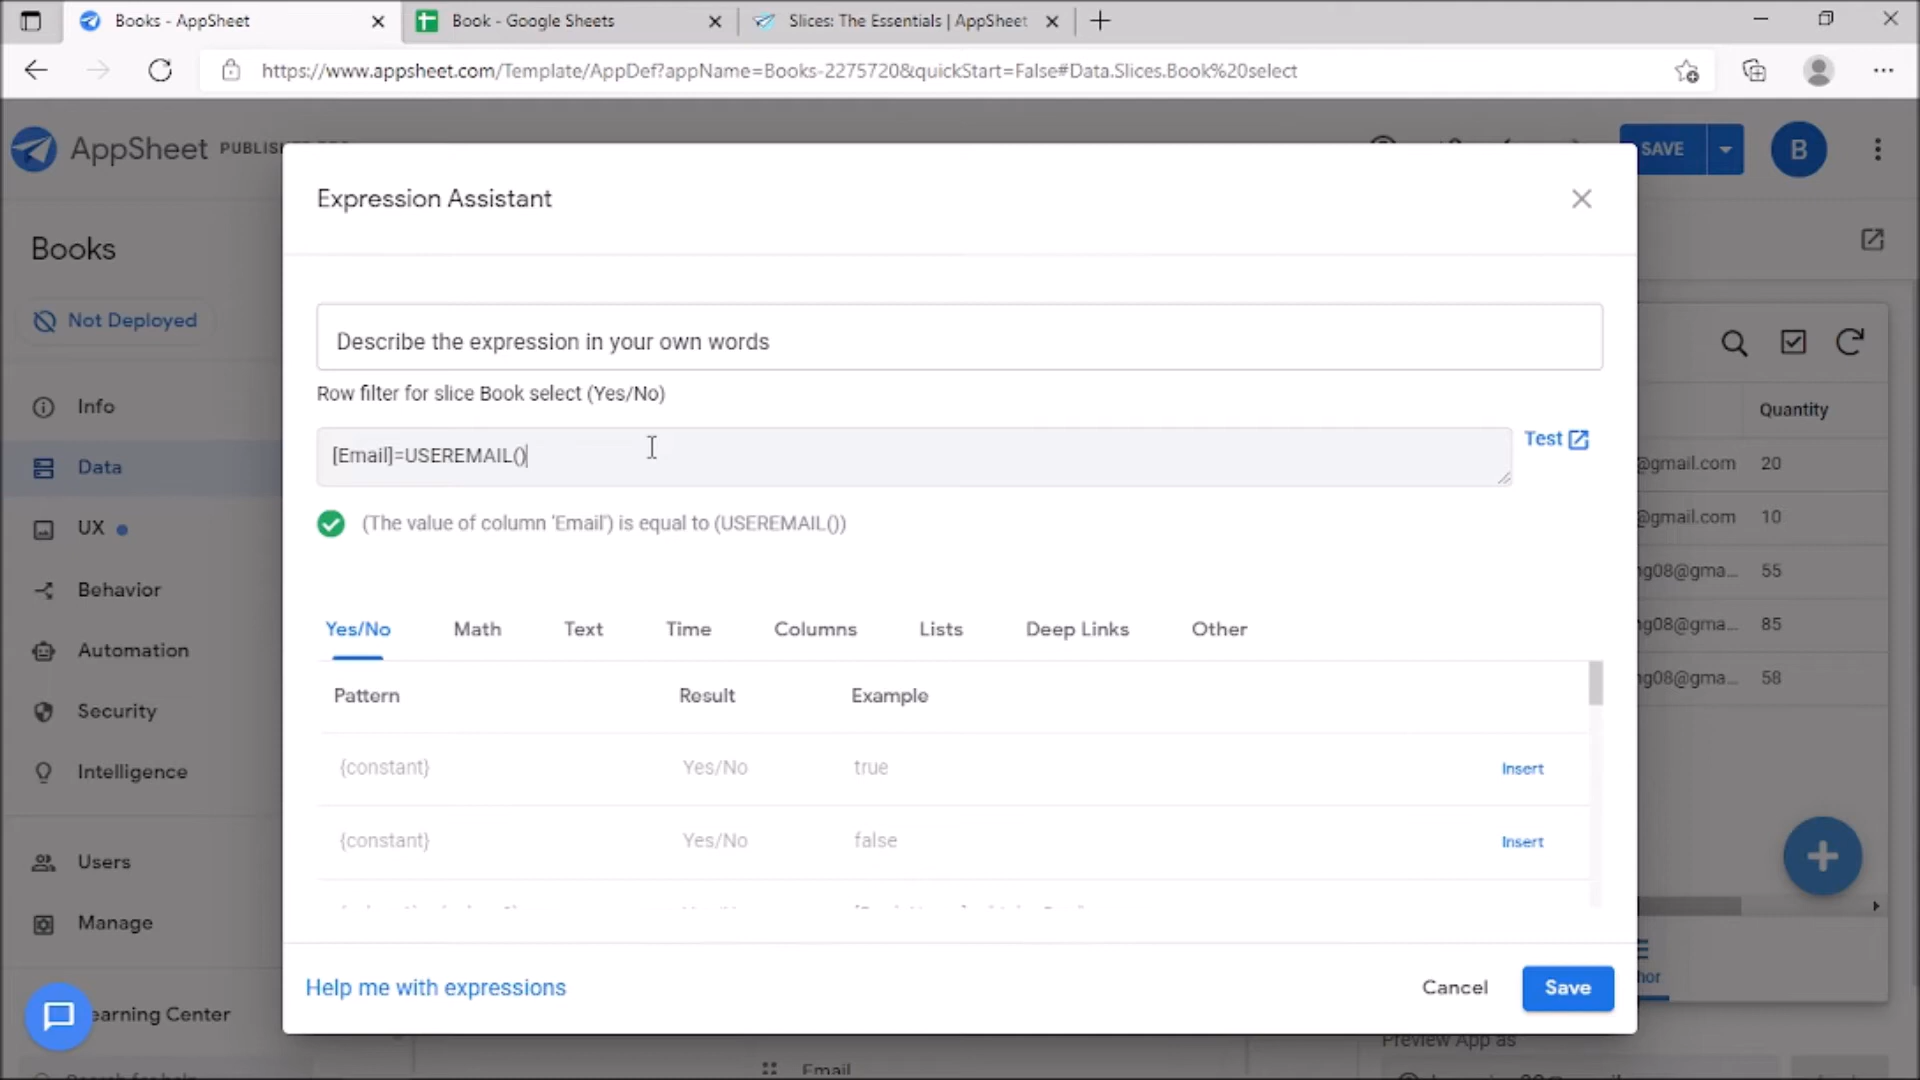 Books - AppSheet
Book - Google Sheets
Slices: The Essentials | AppSheet
https://www.appsheet.com/Template/AppDef?appName=Books-2275720&quickStart=False#Data.Slices.Book%20select
AppSheet
SAVE
B
Books
Not Deployed
Info
Data
UX
Behavior
Automation
Security
Intelligence
Users
Manage
earning Center
Expression Assistant
Describe the expression in your own words
Row filter for slice Book select (Yes/No)
[Email]=USEREMAIL()
Test
(The value of column 'Email') is equal to (USEREMAIL())
Yes/No Math Text Time Columns Lists Deep Links Other
Pattern Result Example
{constant} Yes/No true Insert
{constant} Yes/No false Insert
Help me with expressions
Cancel
Save
Quantity
@gmail.com 20
@gmail.com 10
ng08@gma... 55
ng08@gma... 85
ng08@gma... 58
Email
Preview App as